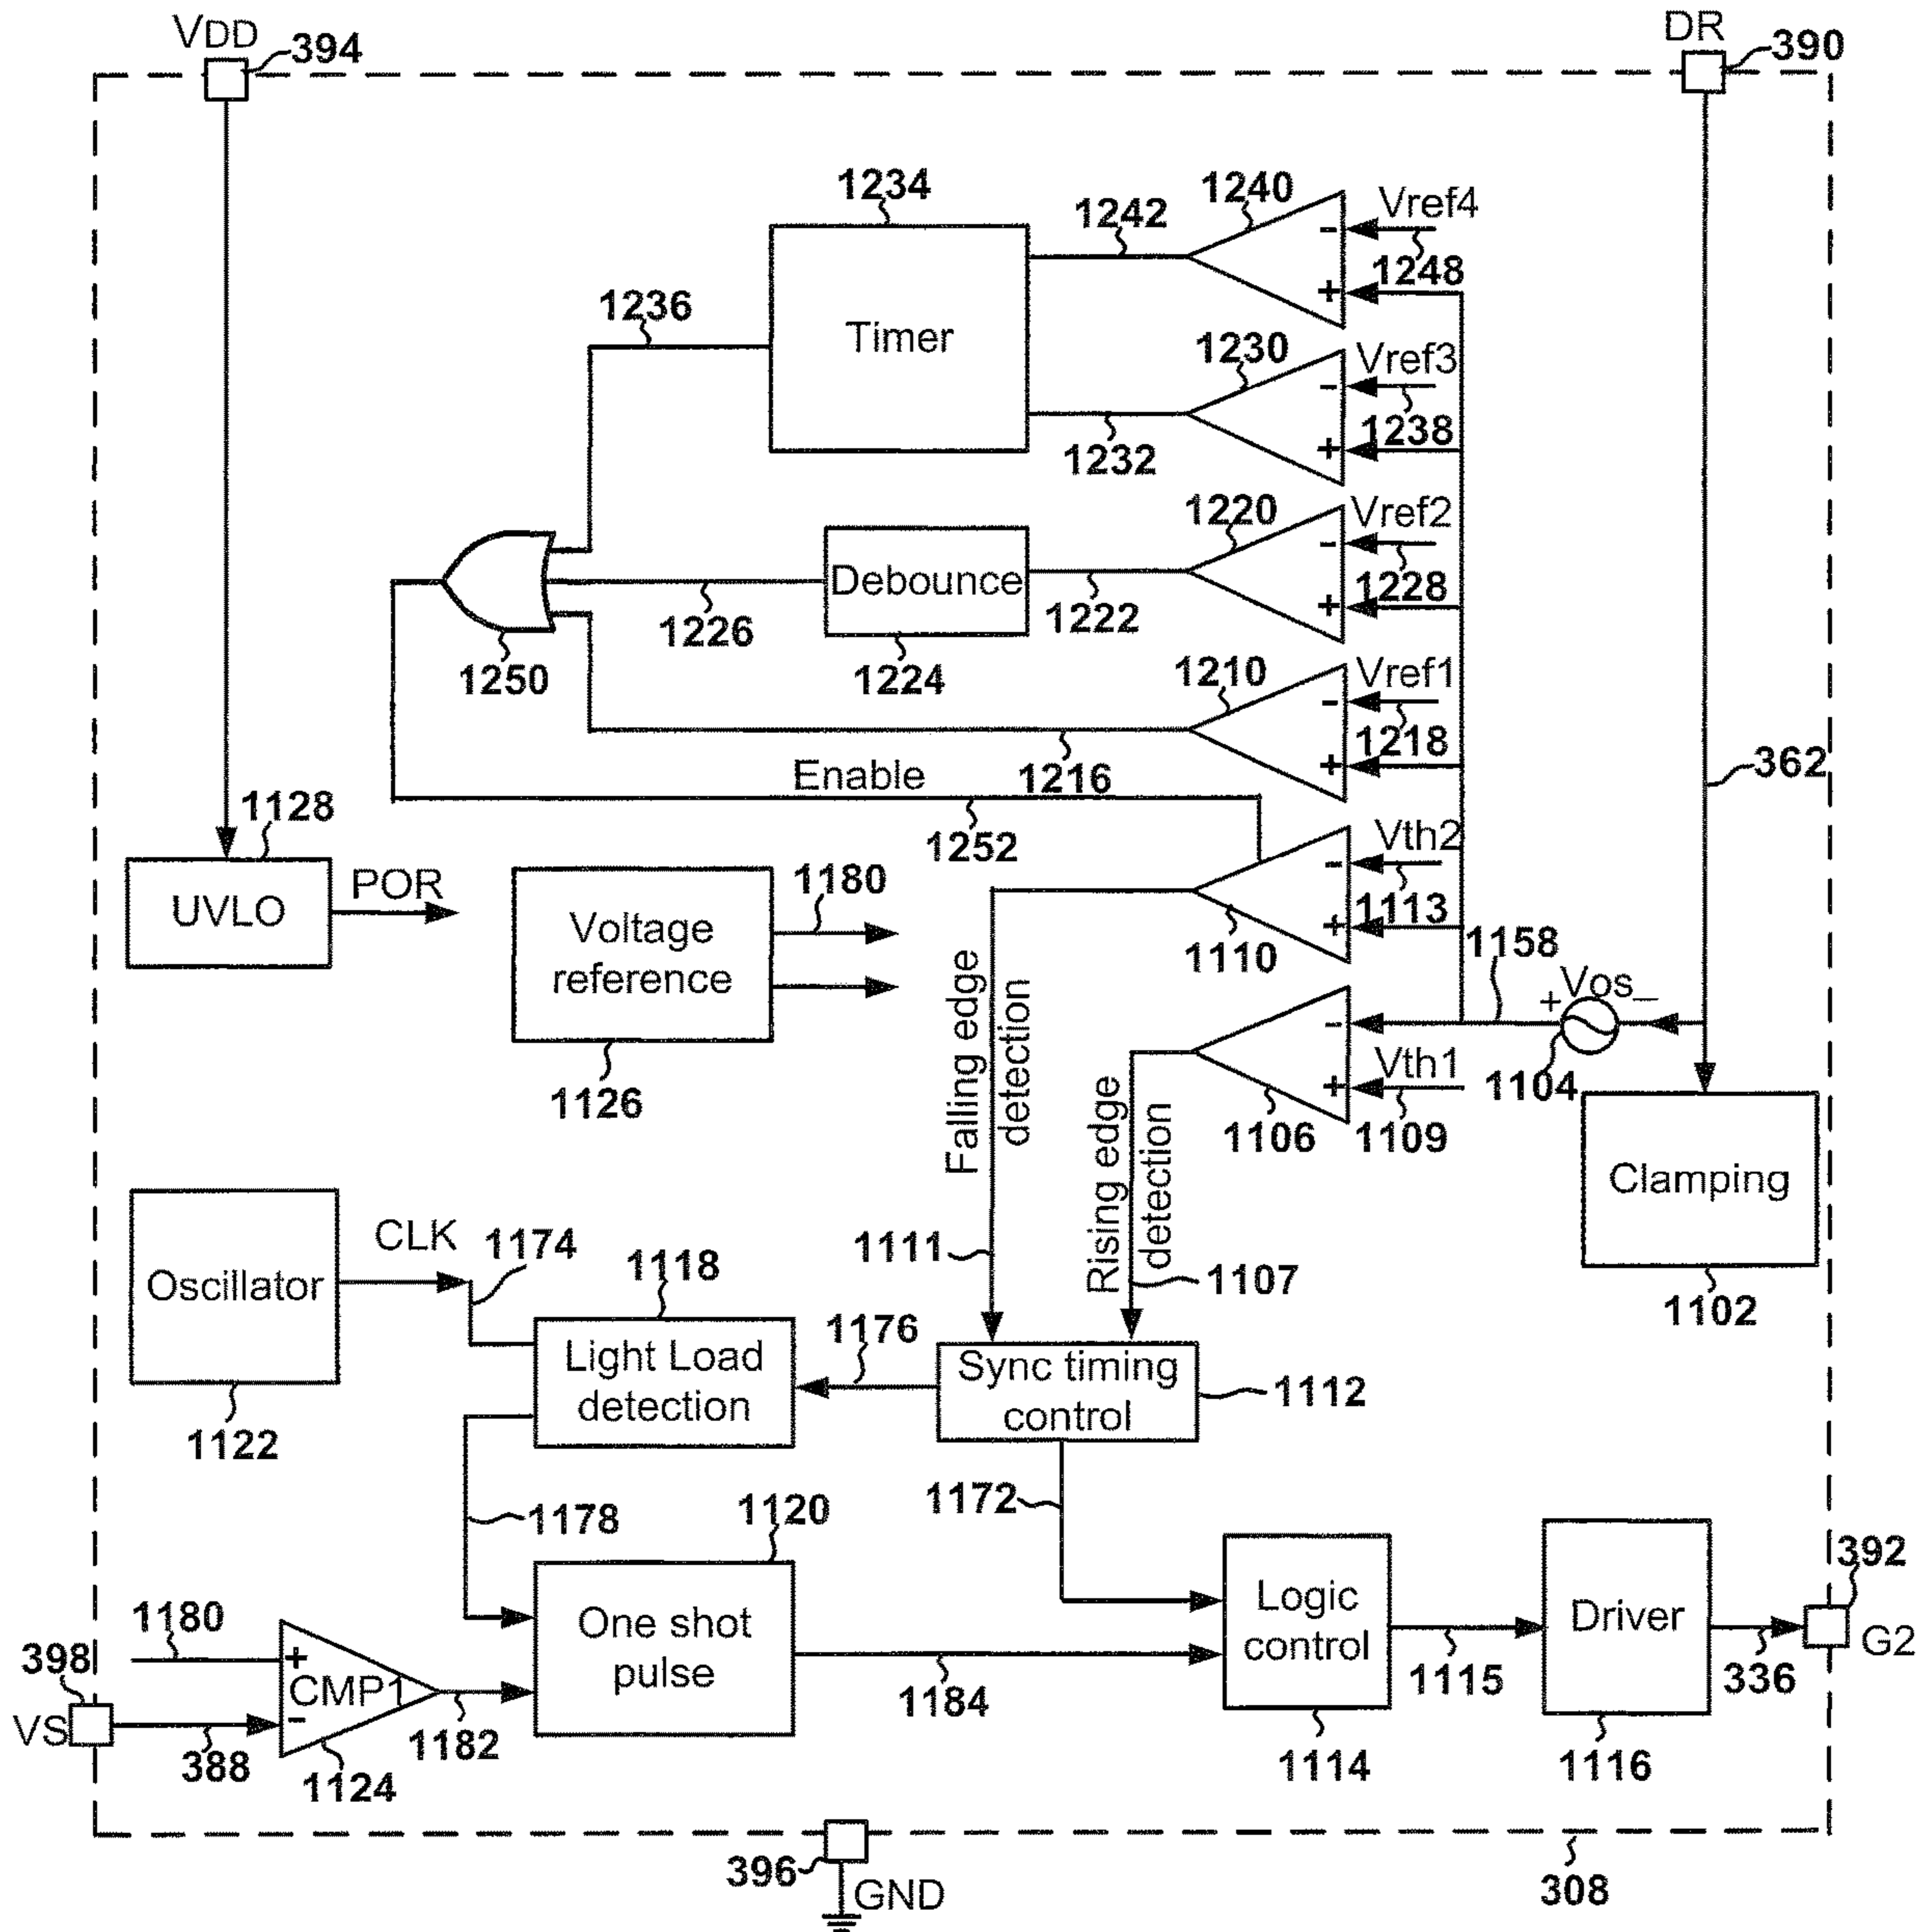 VDD
394
DR
390
1234
1242
1240
Vref4
-
1248
+
1236
Timer
1230
Vref3
-
1238
+
1232
1220
Vref2
-
1228
+
Debounce
1222
1226
1250
1224
1210
Vref1
-
1218
+
362
Enable
1216
1252
1128
UVLO
POR
Voltage
reference
1180
1126
Vth2
-
1113
+
1110
1158
+ Vos -
1104
-
Vth1
+
1106
1109
Falling edge
detection
Rising edge
detection
Clamping
1102
1111
1107
Oscillator
CLK
1174
1122
1118
Light Load
detection
1176
Sync timing
control
1112
1178
1120
1172
One shot
pulse
1180
398
VS
+
CMP1
-
388
1124
1182
1184
Logic
control
1114
1115
Driver
1116
336
392
G2
396
GND
308